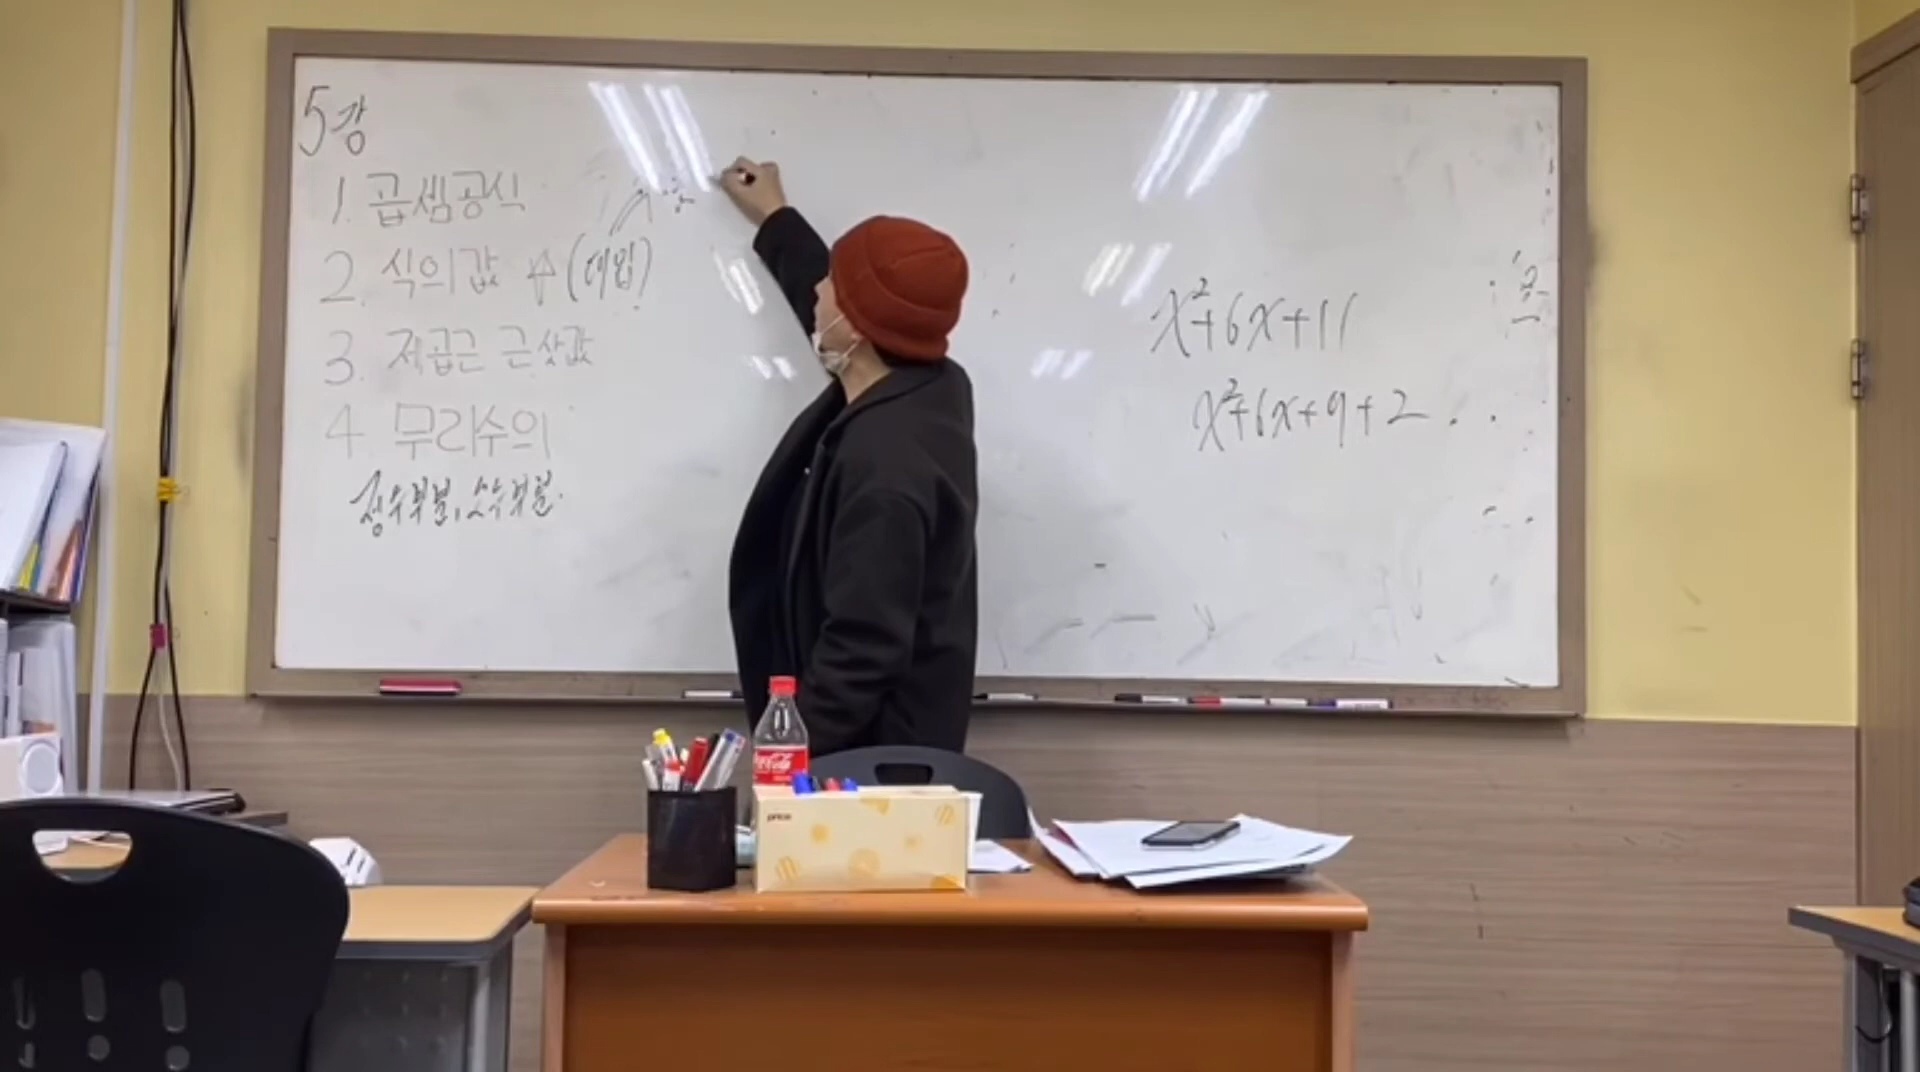 5강
1. 곱셈공식
2. 식의값 ☆ (대입)
3. 제곱근 근삿값
4. 무리수의
정수부분, 소수부분.
x²+6x+11
x²+6x+9+2
Coca-Cola